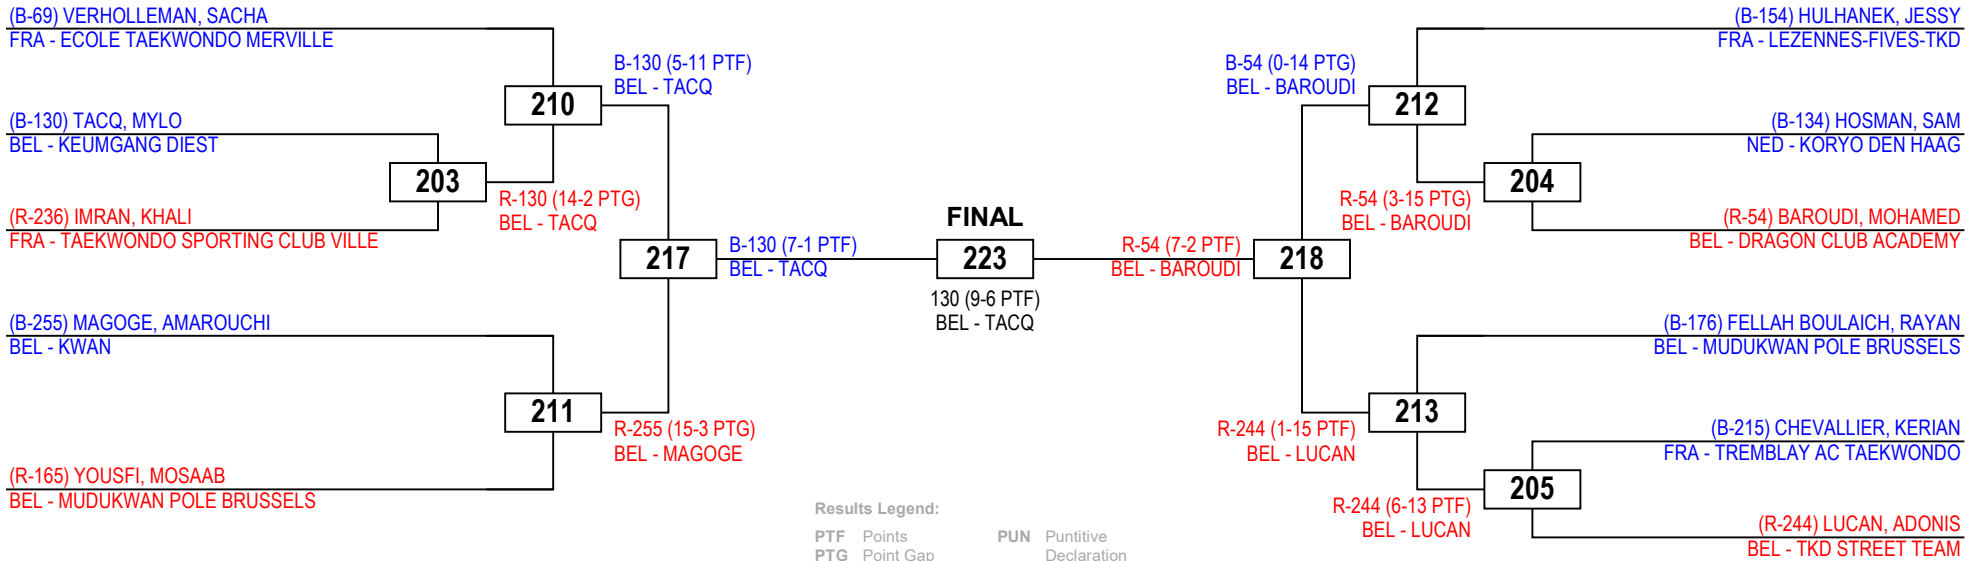 (B-69) VERHOLLEMAN, SACHA
FRA - ECOLE TAEKWONDO MERVILLE
B-130 (5-11 PTF)
BEL - TACQ
210
(B-130) TACQ, MYLO
BEL - KEUMGANG DIEST
203
R-130 (14-2 PTG)
BEL - TACQ
(R-236) IMRAN, KHALI
FRA - TAEKWONDO SPORTING CLUB VILLE
217
B-130 (7-1 PTF)
BEL - TACQ
(B-255) MAGOGE, AMAROUCHI
BEL - KWAN
211
R-255 (15-3 PTG)
BEL - MAGOGE
(R-165) YOUSFI, MOSAAB
BEL - MUDUKWAN POLE BRUSSELS
FINAL
223
130 (9-6 PTF)
BEL - TACQ
(B-154) HULHANEK, JESSY
FRA - LEZENNES-FIVES-TKD
B-54 (0-14 PTG)
BEL - BAROUDI
212
(B-134) HOSMAN, SAM
NED - KORYO DEN HAAG
204
R-54 (3-15 PTG)
BEL - BAROUDI
(R-54) BAROUDI, MOHAMED
BEL - DRAGON CLUB ACADEMY
R-54 (7-2 PTF)
BEL - BAROUDI
218
(B-176) FELLAH BOULAICH, RAYAN
BEL - MUDUKWAN POLE BRUSSELS
213
R-244 (1-15 PTF)
BEL - LUCAN
(B-215) CHEVALLIER, KERIAN
FRA - TREMBLAY AC TAEKWONDO
205
R-244 (6-13 PTF)
BEL - LUCAN
(R-244) LUCAN, ADONIS
BEL - TKD STREET TEAM
Results Legend:
PTF Points PUN Puntitive
PTG Point Gap Declaration